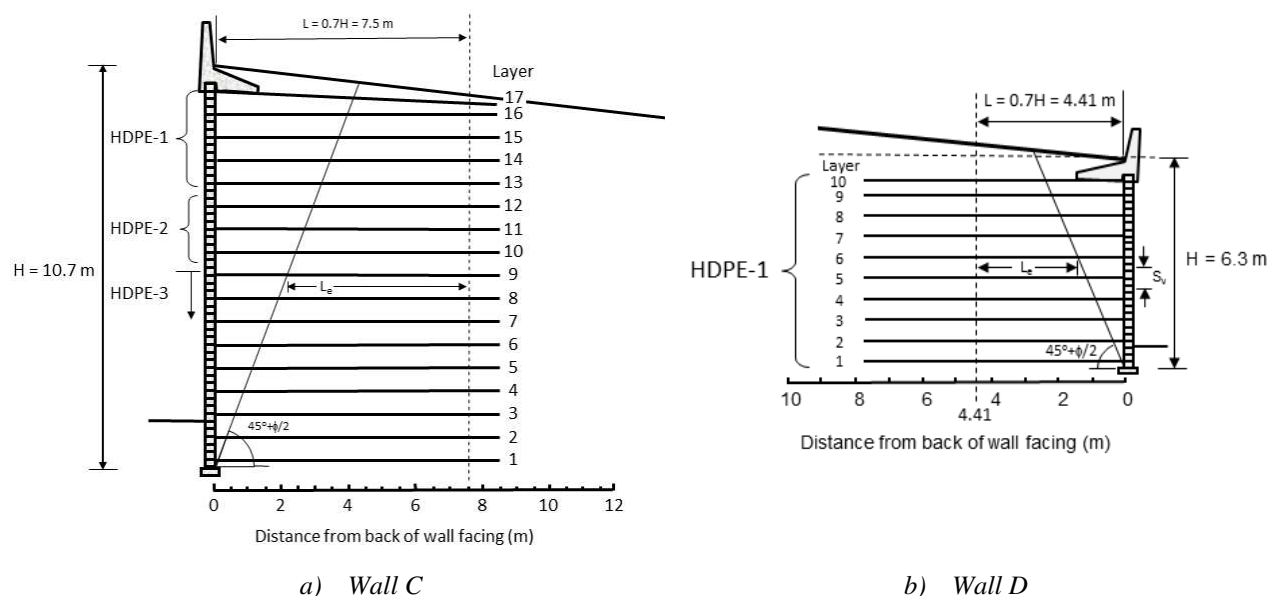 L = 0.7H = 7.5 m
Layer
17
16
HDPE-1
15
14
13
12
HDPE-2
11
10
H = 10.7 m
9
HDPE-3
Le
8
7
6
5
4
3
45°+ϕ/2
2
1
0 2 4 6 8 10 12
Distance from back of wall facing (m)
a) Wall C
L = 0.7H = 4.41 m
Layer
10
9
8
7
6
HDPE-1
Le
Sv
H = 6.3 m
5
4
3
2
45°+ϕ/2
1
10 8 6 4 2 0
4.41
Distance from back of wall facing (m)
b) Wall D